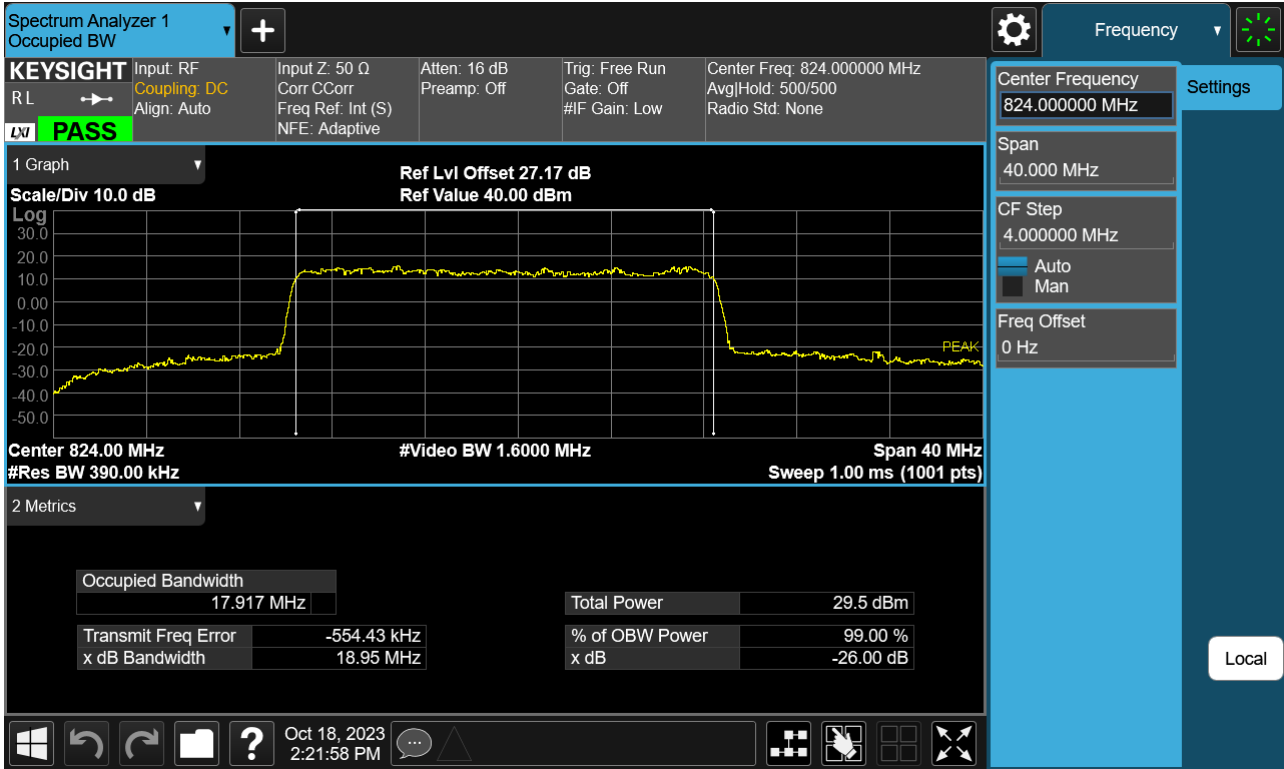 Spectrum Analyzer 1
Occupied BW
Frequency
KEYSIGHT
R L
LXI PASS
Input: RF
Coupling: DC
Align: Auto
Input Z: 50 Ω
Corr CCorr
Freq Ref: Int (S)
NFE: Adaptive
Atten: 16 dB
Preamp: Off
Trig: Free Run
Gate: Off
#IF Gain: Low
Center Freq: 824.000000 MHz
Avg|Hold: 500/500
Radio Std: None
Center Frequency
824.000000 MHz
Settings
Span
40.000 MHz
CF Step
4.000000 MHz
Auto
Man
Freq Offset
0 Hz
Local
1 Graph
Scale/Div 10.0 dB
Ref Lvl Offset 27.17 dB
Ref Value 40.00 dBm
Log
30.0
20.0
10.0
0.00
-10.0
-20.0
-30.0
-40.0
-50.0
PEAK
Center 824.00 MHz
#Video BW 1.6000 MHz
Span 40 MHz
#Res BW 390.00 kHz
Sweep 1.00 ms (1001 pts)
2 Metrics
Occupied Bandwidth
17.917 MHz
Transmit Freq Error -554.43 kHz
x dB Bandwidth 18.95 MHz
Total Power 29.5 dBm
% of OBW Power 99.00 %
x dB -26.00 dB
?
Oct 18, 2023
2:21:58 PM